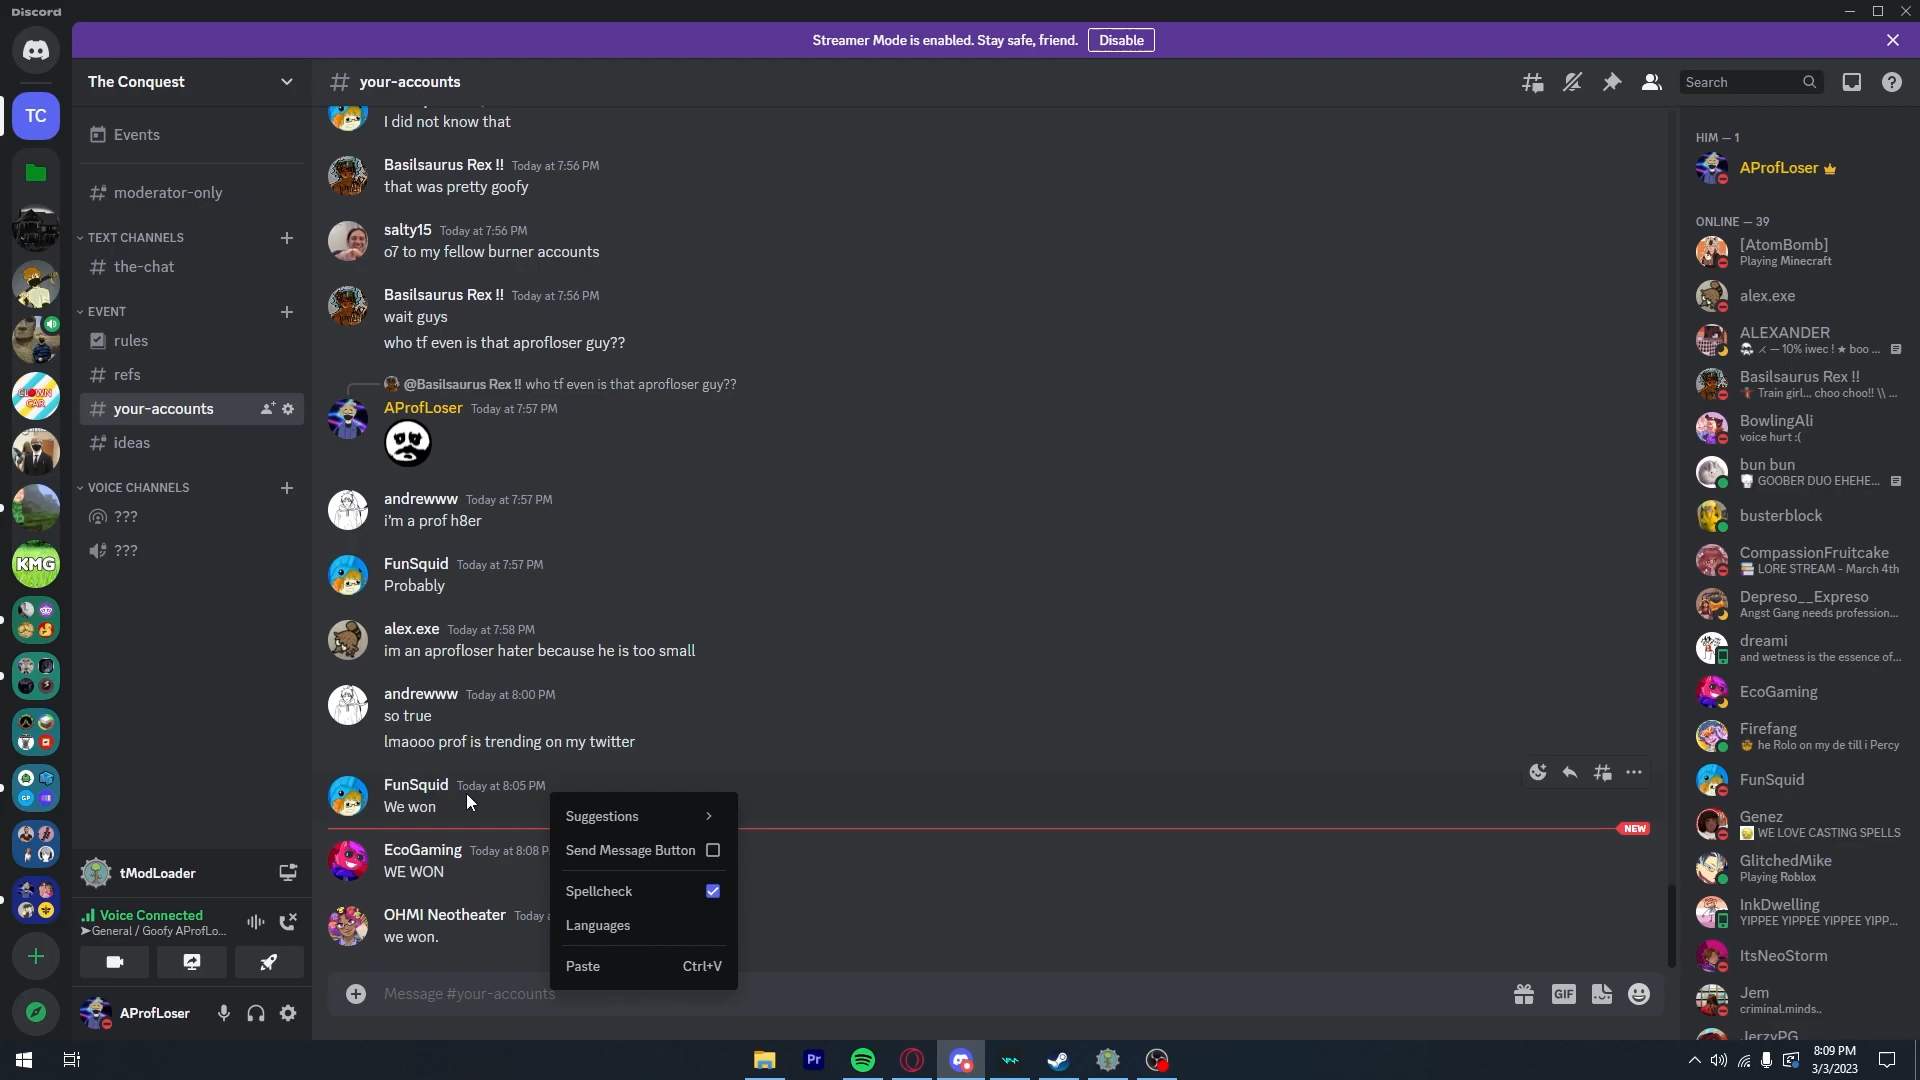 Discord
Streamer Mode is enabled. Stay safe, friend.
Disable
TC
CLOWN CAR
KMG
The Conquest
Events
moderator-only
TEXT CHANNELS
the-chat
EVENT
rules
refs
your-accounts
ideas
VOICE CHANNELS
???
???
tModLoader
Voice Connected
General / Goofy AProfLo...
AProfLoser
# your-accounts
Search
I did not know that
Basilsaurus Rex !! Today at 7:56 PM
that was pretty goofy
salty15 Today at 7:56 PM
o7 to my fellow burner accounts
Basilsaurus Rex !! Today at 7:56 PM
wait guys
who tf even is that aprofloser guy??
@Basilsaurus Rex !! who tf even is that aprofloser guy??
AProfLoser Today at 7:57 PM
andrewww Today at 7:57 PM
i'm a prof h8er
FunSquid Today at 7:57 PM
Probably
alex.exe Today at 7:58 PM
im an aprofloser hater because he is too small
andrewww Today at 8:00 PM
so true
lmaooo prof is trending on my twitter
FunSquid Today at 8:05 PM
We won
NEW
EcoGaming Today at 8:08 P
WE WON
OHMI Neotheater Today a
we won.
Suggestions
Send Message Button
Spellcheck
Languages
Paste Ctrl+V
Message #your-accounts
GIF
HIM — 1
AProfLoser
ONLINE — 39
[AtomBomb]
Playing Minecraft
alex.exe
ALEXANDER
— 10% iwec ! ★ boo ...
Basilsaurus Rex !!
Train girl... choo choo!! \\ ...
BowlingAli
voice hurt :(
bun bun
GOOBER DUO EHEHE...
busterblock
CompassionFruitcake
LORE STREAM - March 4th
Depreso__Expreso
Angst Gang needs profession...
dreami
and wetness is the essence of...
EcoGaming
Firefang
he Rolo on my de till i Percy
FunSquid
Genez
WE LOVE CASTING SPELLS
GlitchedMike
Playing Roblox
InkDwelling
YIPPEE YIPPEE YIPPEE YIPP...
ItsNeoStorm
Jem
criminal.minds..
JerzyPG
Pr
8:09 PM
3/3/2023